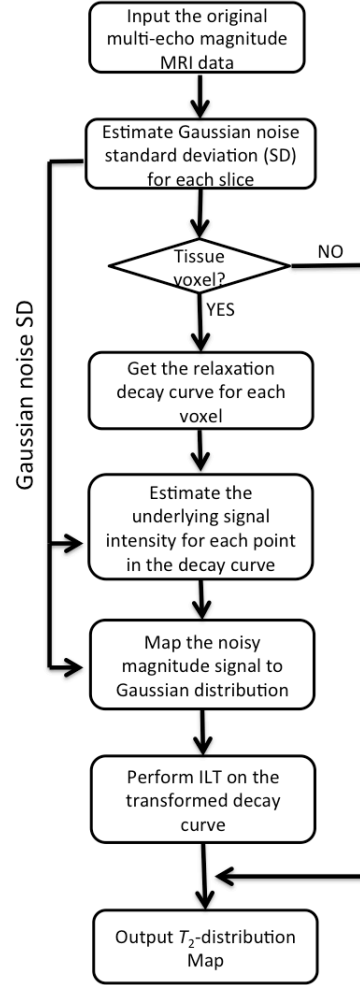 Input the original
multi-echo magnitude
MRI data
Estimate Gaussian noise
standard deviation (SD)
for each slice
Tissue
voxel?
NO
YES
Gaussian noise SD
Get the relaxation
decay curve for each
voxel
Estimate the
underlying signal
intensity for each point
in the decay curve
Map the noisy
magnitude signal to
Gaussian distribution
Perform ILT on the
transformed decay
curve
Output T₂-distribution
Map